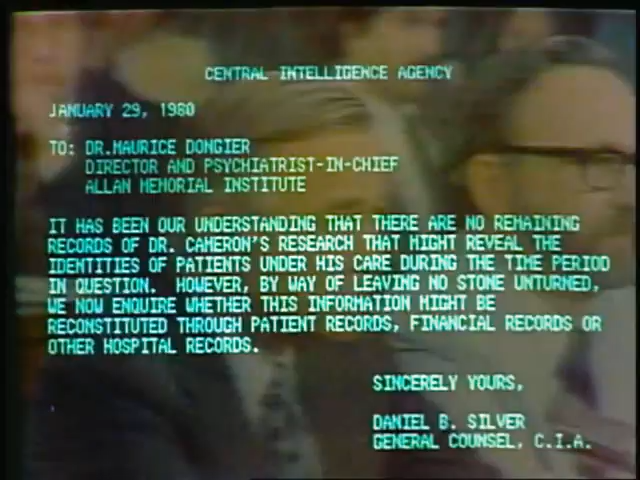 CENTRAL INTELLIGENCE AGENCY
JANUARY 29, 1980
TO: DR.MAURICE DONGIER
DIRECTOR AND PSYCHIATRIST-IN-CHIEF
ALLAN MEMORIAL INSTITUTE
IT HAS BEEN OUR UNDERSTANDING THAT THERE ARE NO REMAINING
RECORDS OF DR. CAMERON'S RESEARCH THAT MIGHT REVEAL THE
IDENTITIES OF PATIENTS UNDER HIS CARE DURING THE TIME PERIOD
IN QUESTION. HOWEVER, BY WAY OF LEAVING NO STONE UNTURNED,
WE NOW ENQUIRE WHETHER THIS INFORMATION MIGHT BE
RECONSTITUTED THROUGH PATIENT RECORDS, FINANCIAL RECORDS OR
OTHER HOSPITAL RECORDS.
SINCERELY YOURS,
DANIEL B. SILVER
GENERAL COUNSEL, C.I.A.